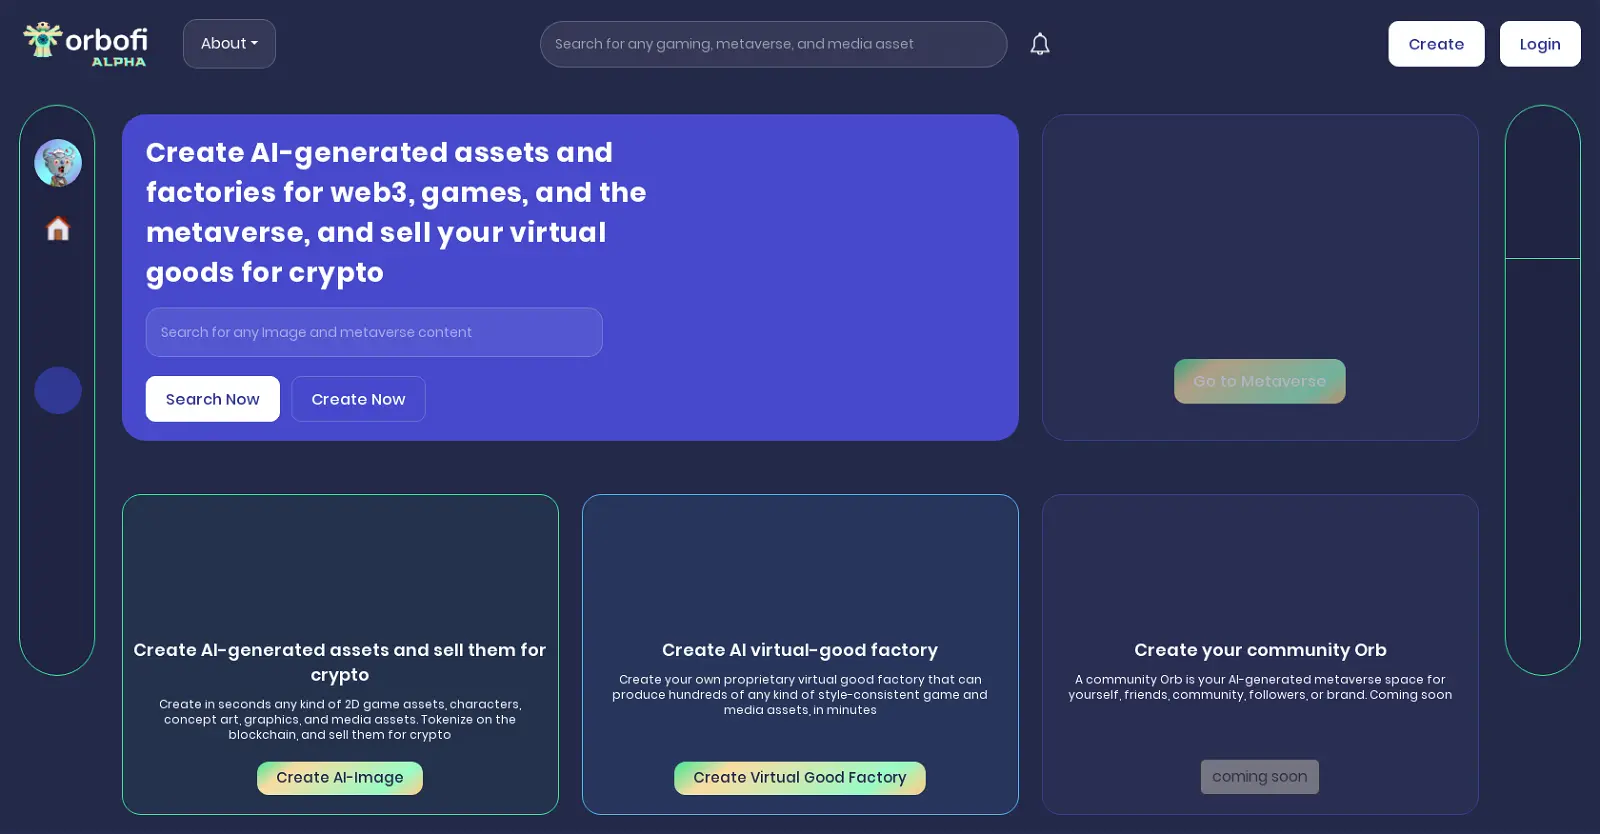 orbofi
ALPHA
About
Search for any gaming, metaverse, and media asset
Create
Login
Create AI-generated assets and
factories for web3, games, and the
metaverse, and sell your virtual
goods for crypto
Search for any Image and metaverse content
Search Now
Create Now
Go to Metaverse
Create AI-generated assets and sell them for
crypto
Create in seconds any kind of 2D game assets, characters,
concept art, graphics, and media assets. Tokenize on the
blockchain, and sell them for crypto
Create AI-Image
Create AI virtual-good factory
Create your own proprietary virtual good factory that can
produce hundreds of any kind of style-consistent game and
media assets, in minutes
Create Virtual Good Factory
Create your community Orb
A community Orb is your AI-generated metaverse space for
yourself, friends, community, followers, or brand. Coming soon
coming soon